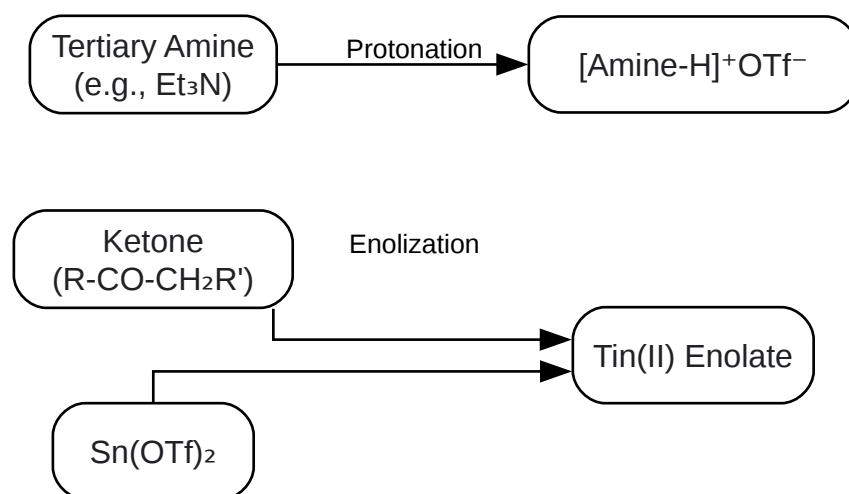 Tertiary Amine
(e.g., Et₃N)
Protonation
[Amine-H]⁺OTf⁻
Ketone
(R-CO-CH₂R')
Enolization
Tin(II) Enolate
Sn(OTf)₂